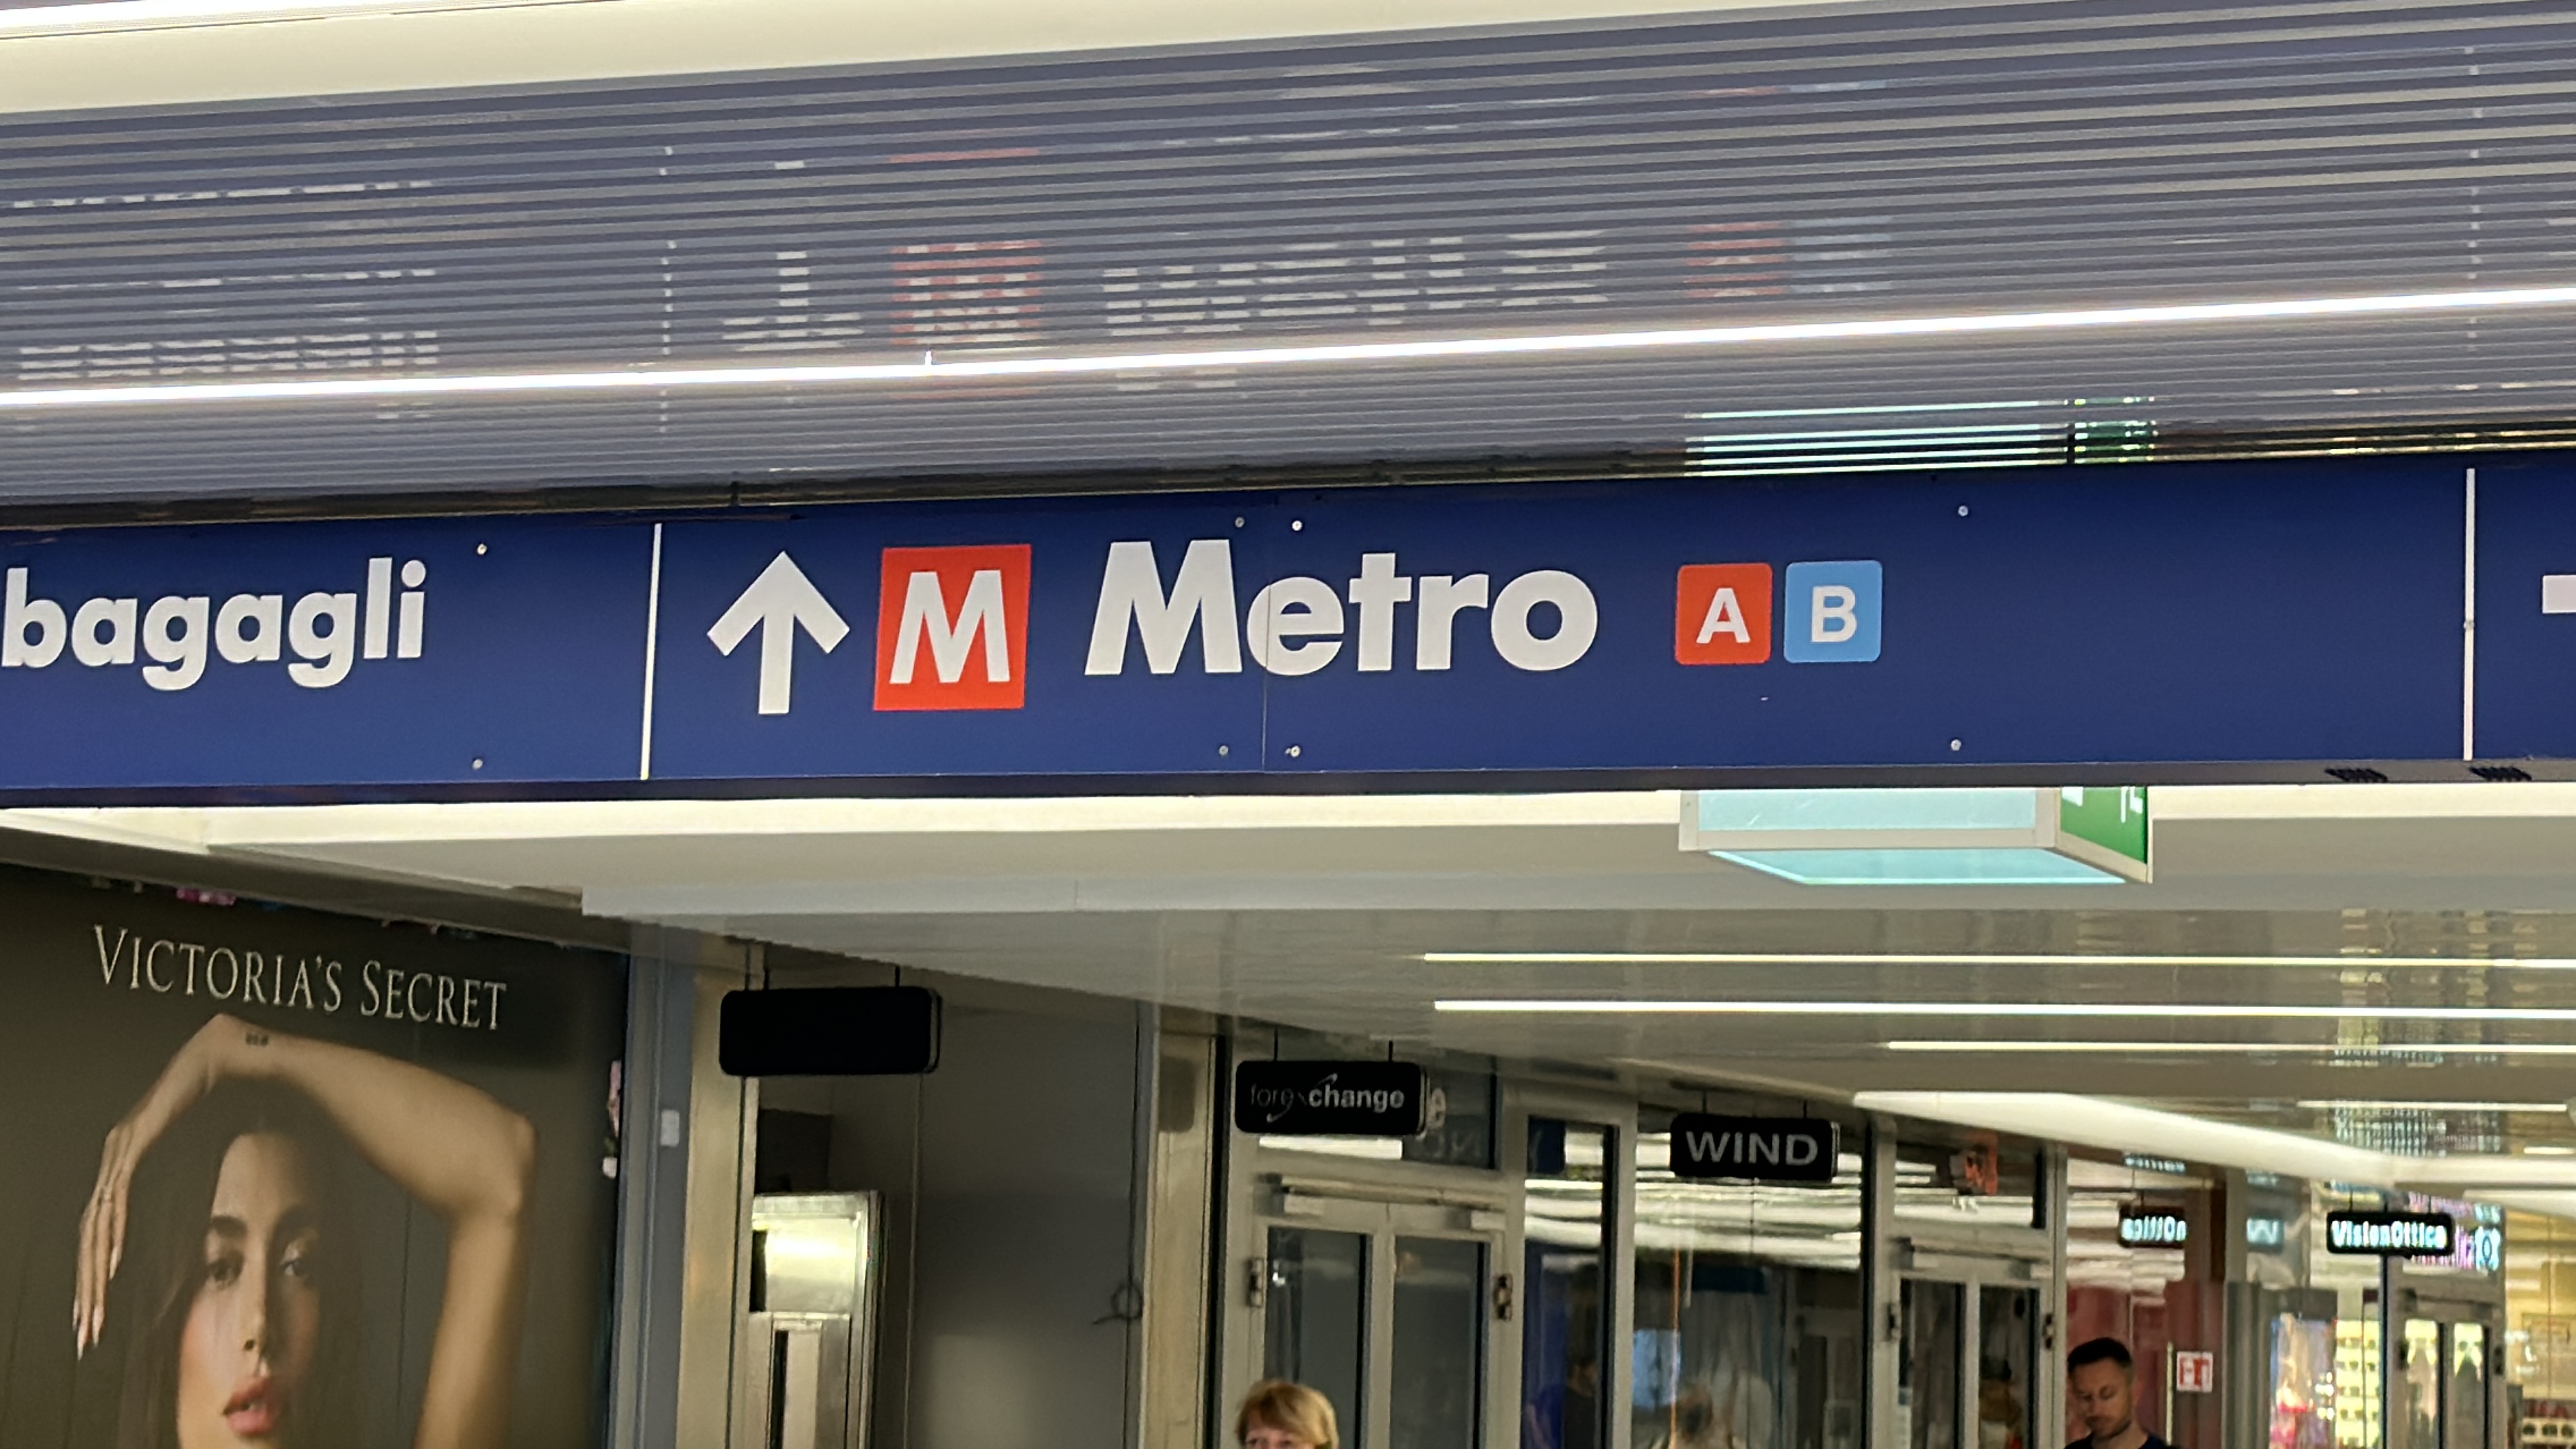 bagagli
M Metro A B
VICTORIA'S SECRET
forexchange
WIND
VisionOttica